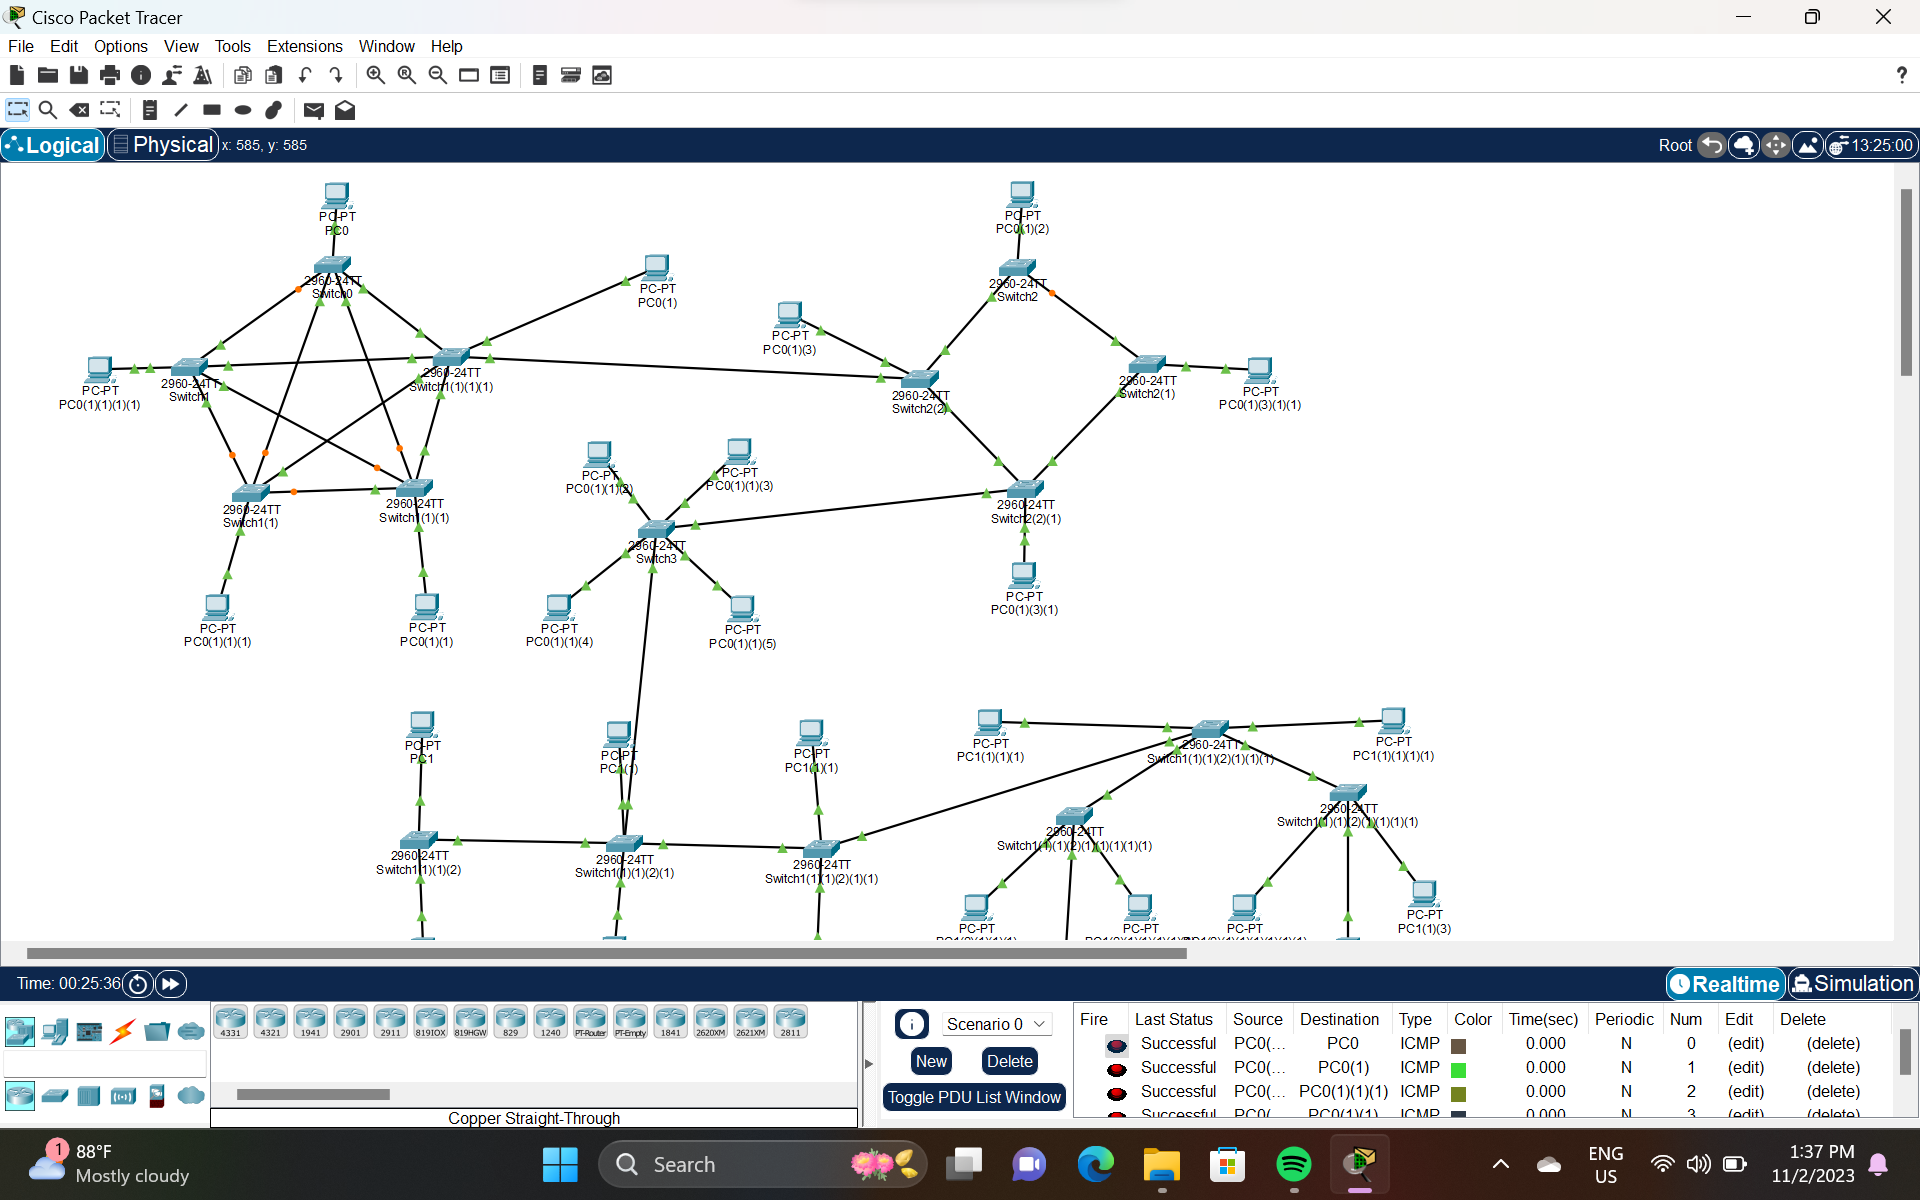 Cisco Packet Tracer
File Edit Options View Tools Extensions Window Help
?
Logical Physical x: 585, y: 585 Root 13:25:00
PC-PT
PC0
2960-24TT
Switch0
PC-PT
PC0(1)
PC-PT
PC0(1)(2)
2960-24TT
Switch2
PC-PT
PC0(1)(3)
PC-PT
PC0(1)(1)(1)(1)
2960-24TT
Switch1
2960-24TT
Switch1(1)(1)(1)
2960-24TT
Switch2(2)
2960-24TT
Switch2(1)
PC-PT
PC0(1)(3)(1)(1)
PC-PT
PC0(1)(1)(2)
PC-PT
PC0(1)(1)(3)
2960-24TT
Switch1(1)
2960-24TT
Switch1(1)(1)
2960-24TT
Switch3
2960-24TT
Switch2(2)(1)
PC-PT
PC0(1)(1)(1)
PC-PT
PC0(1)(1)
PC-PT
PC0(1)(1)(4)
PC-PT
PC0(1)(1)(5)
PC-PT
PC0(1)(3)(1)
PC-PT
PC1
PC-PT
PC1(1)
PC-PT
PC1(1)(1)
PC-PT
PC1(1)(1)(1)
2960-24TT
Switch1(1)(1)(2)(1)(1)(1)
PC-PT
PC1(1)(1)(1)(1)
2960-24TT
Switch1(1)(1)(2)
2960-24TT
Switch1(1)(1)(2)(1)
2960-24TT
Switch1(1)(1)(2)(1)(1)
2960-24TT
Switch1(1)(1)(2)(1)(1)(1)(1)
2960-24TT
Switch1(1)(1)(2)(1)(1)(1)(1)
PC-PT
PC-PT
PC-PT
PC-PT
PC1(1)(3)
Time: 00:25:36 Realtime Simulation
4331 4321 1941 2901 2911 819IOX 819HGW 829 1240 PT-Router PT-Empty 1841 2620XM 2621XM 2811
Copper Straight-Through
Scenario 0
New Delete
Toggle PDU List Window
Fire Last Status Source Destination Type Color Time(sec) Periodic Num Edit Delete
Successful PC0(... PC0 ICMP 0.000 N 0 (edit) (delete)
Successful PC0(... PC0(1) ICMP 0.000 N 1 (edit) (delete)
Successful PC0(... PC0(1)(1)(1) ICMP 0.000 N 2 (edit) (delete)
Successful PC0(... PC0(1)(1) ICMP 0.000 N 3 (edit) (delete)
1
88°F
Mostly cloudy
Search
ENG
US
1:37 PM
11/2/2023